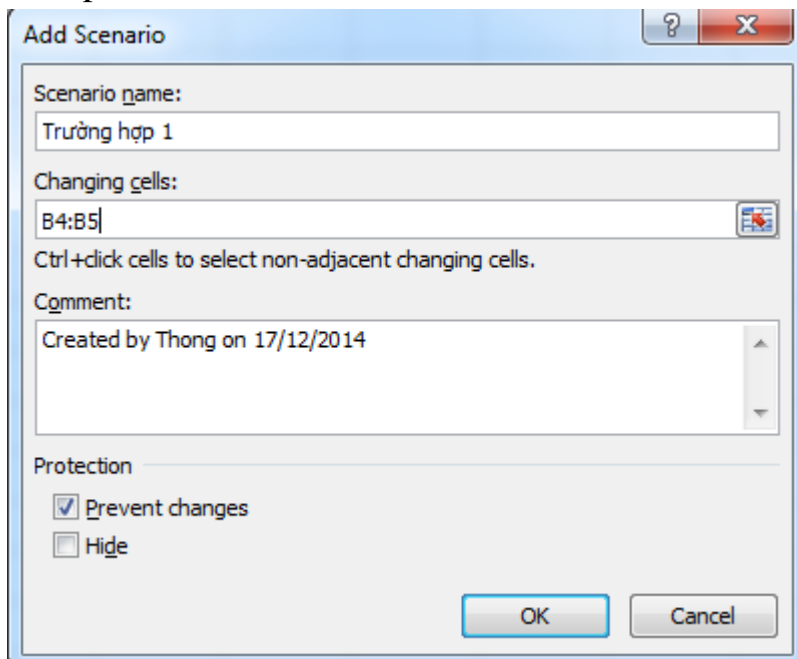 Add Scenario
Scenario name:
Trường hợp 1
Changing cells:
B4:B5
Ctrl+click cells to select non-adjacent changing cells.
Comment:
Created by Thong on 17/12/2014
Protection
Prevent changes
Hide
OK Cancel